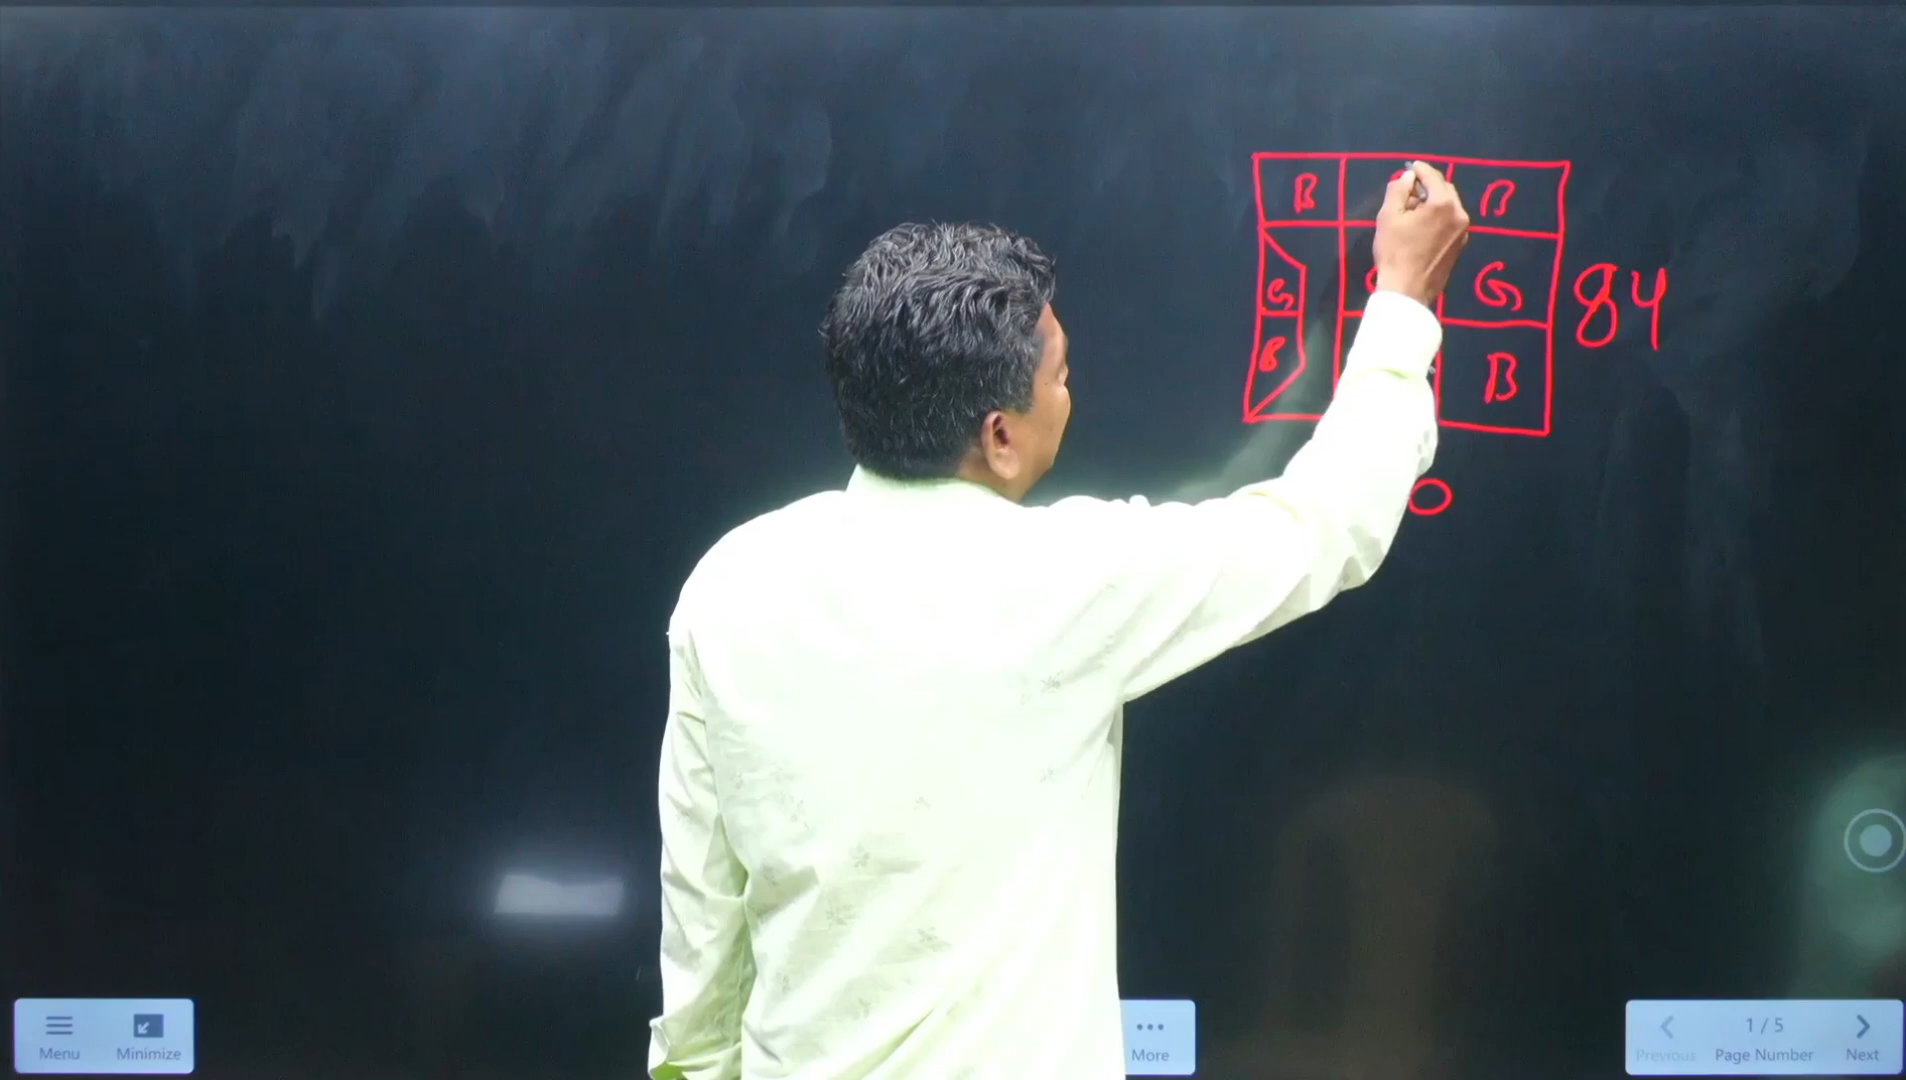 B B
G G 84
B B
O
Menu Minimize More Previous 1 / 5 Page Number Next